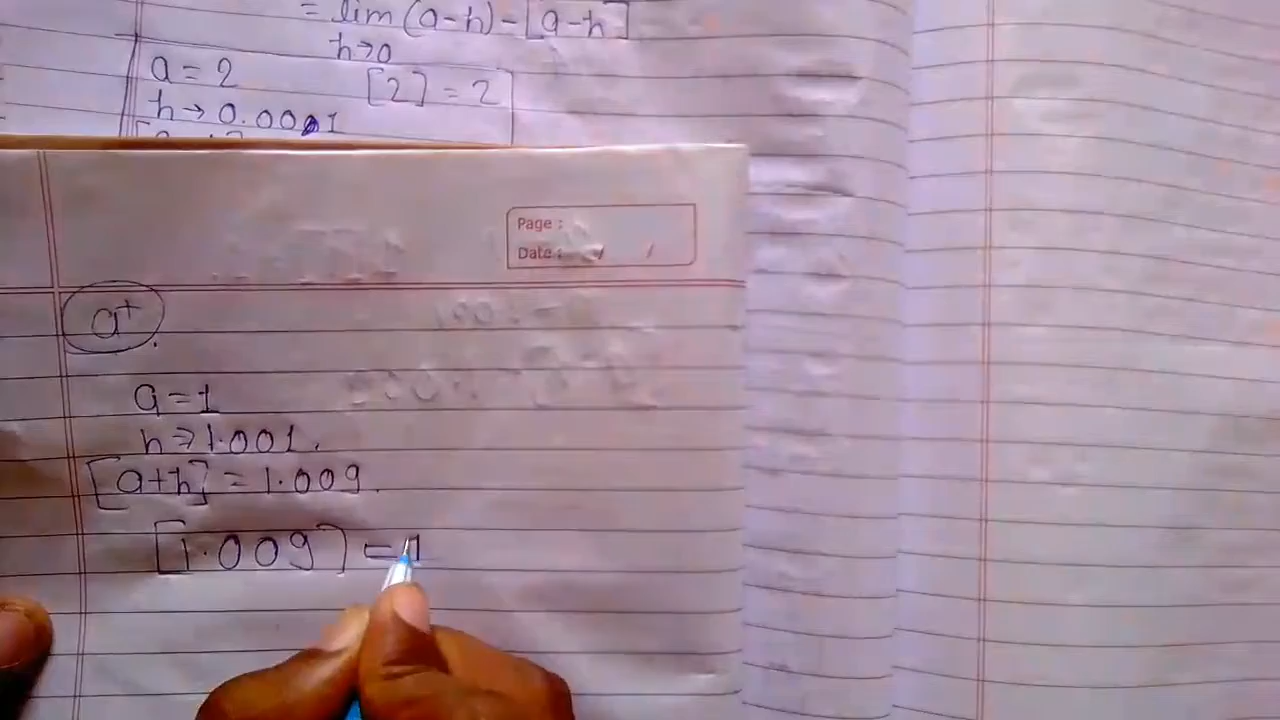 = lim (a-h) - [a-h]
h→0
a = 2 [2] = 2
h → 0.0001
Page :
Date : / /
a⁺
a = 1
h → 1.001.
[a+h] = 1.009.
[1.009] = 1